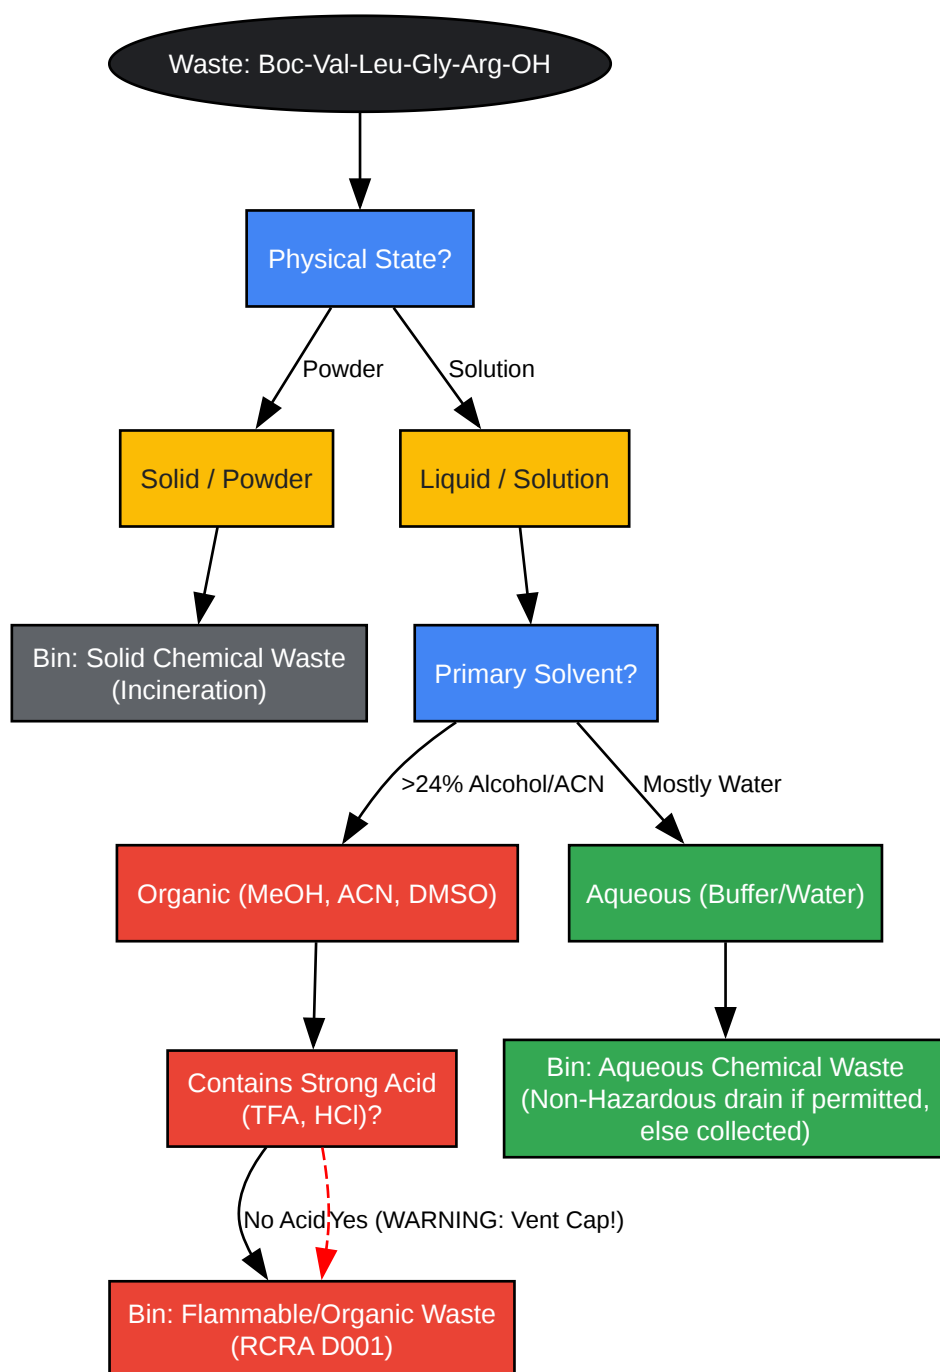 Waste: Boc-Val-Leu-Gly-Arg-OH
Physical State?
Powder
Solution
Solid / Powder
Liquid / Solution
Bin: Solid Chemical Waste
(Incineration)
Primary Solvent?
>24% Alcohol/ACN
Mostly Water
Organic (MeOH, ACN, DMSO)
Aqueous (Buffer/Water)
Contains Strong Acid
(TFA, HCl)?
Bin: Aqueous Chemical Waste
(Non-Hazardous drain if permitted,
else collected)
No Acid
Yes (WARNING: Vent Cap!)
Bin: Flammable/Organic Waste
(RCRA D001)